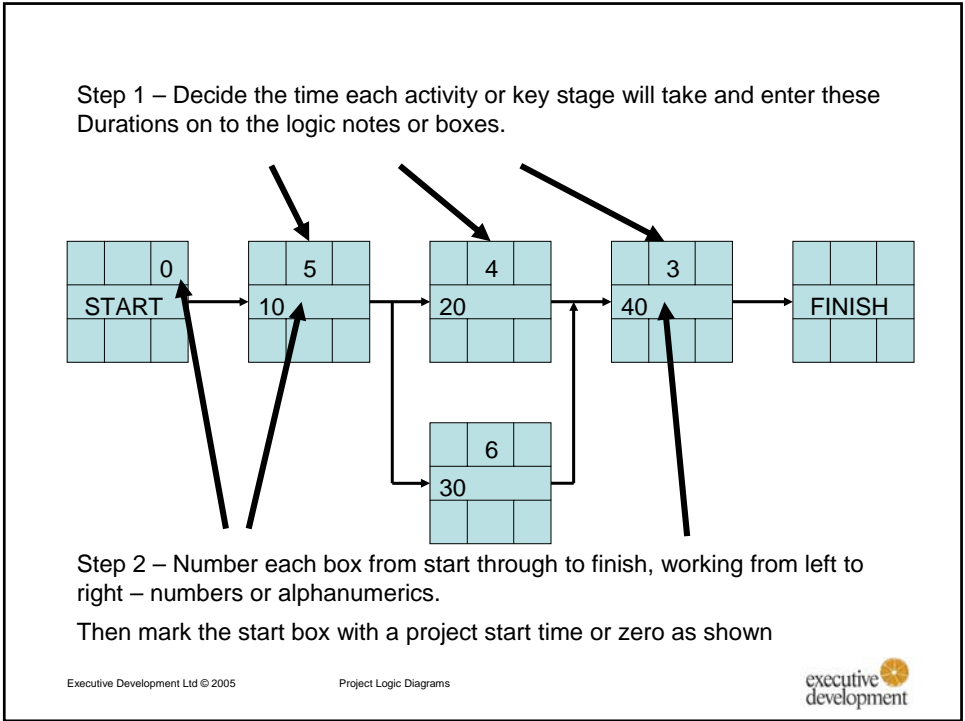 Step 1 – Decide the time each activity or key stage will take and enter these
Durations on to the logic notes or boxes.
0
5
4
3
START
10
20
40
FINISH
6
30
Step 2 – Number each box from start through to finish, working from left to
right – numbers or alphanumerics.
Then mark the start box with a project start time or zero as shown
Executive Development Ltd © 2005
Project Logic Diagrams
executive
development